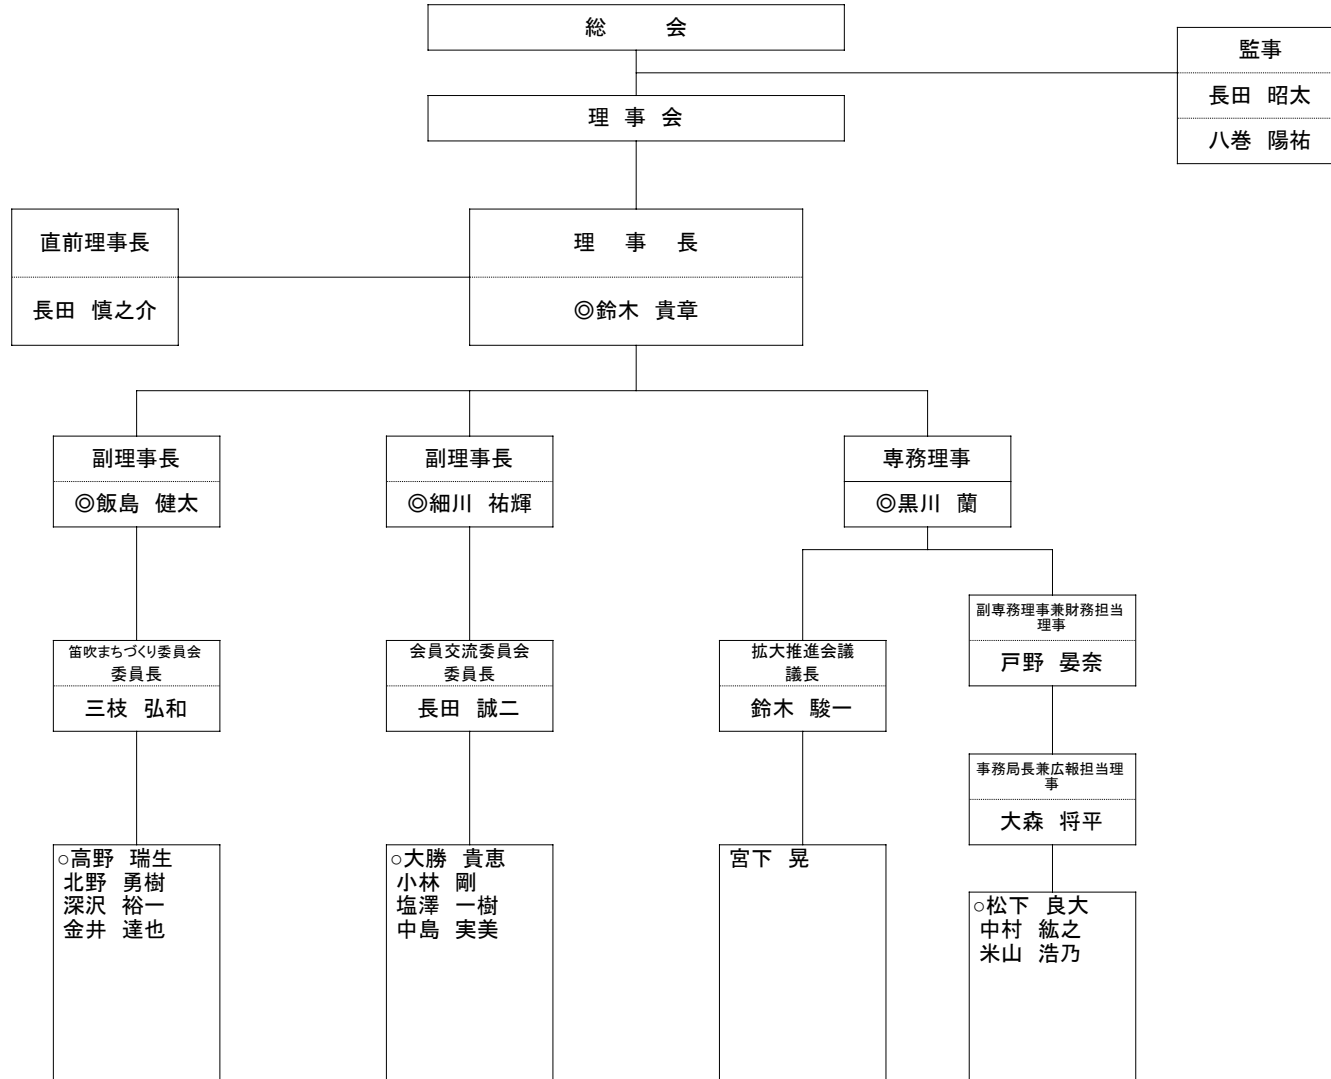 総　会
監事
長田　昭太
八巻　陽祐
理 事 会
直前理事長
長田　慎之介
理　事　長
◎鈴木　貴章
副理事長
◎飯島　健太
副理事長
◎細川　祐輝
専務理事
◎黒川　蘭
笛吹まちづくり委員会
委員長
三枝　弘和
会員交流委員会
委員長
長田　誠二
拡大推進会議
議長
鈴木　駿一
副専務理事兼財務担当
理事
戸野　晏奈
事務局長兼広報担当理
事
大森　将平
○高野　瑞生
北野　勇樹
深沢　裕一
金井　達也
○大勝　貴恵
小林　剛
塩澤　一樹
中島　実美
宮下　晃
○松下　良大
中村　紘之
米山　浩乃